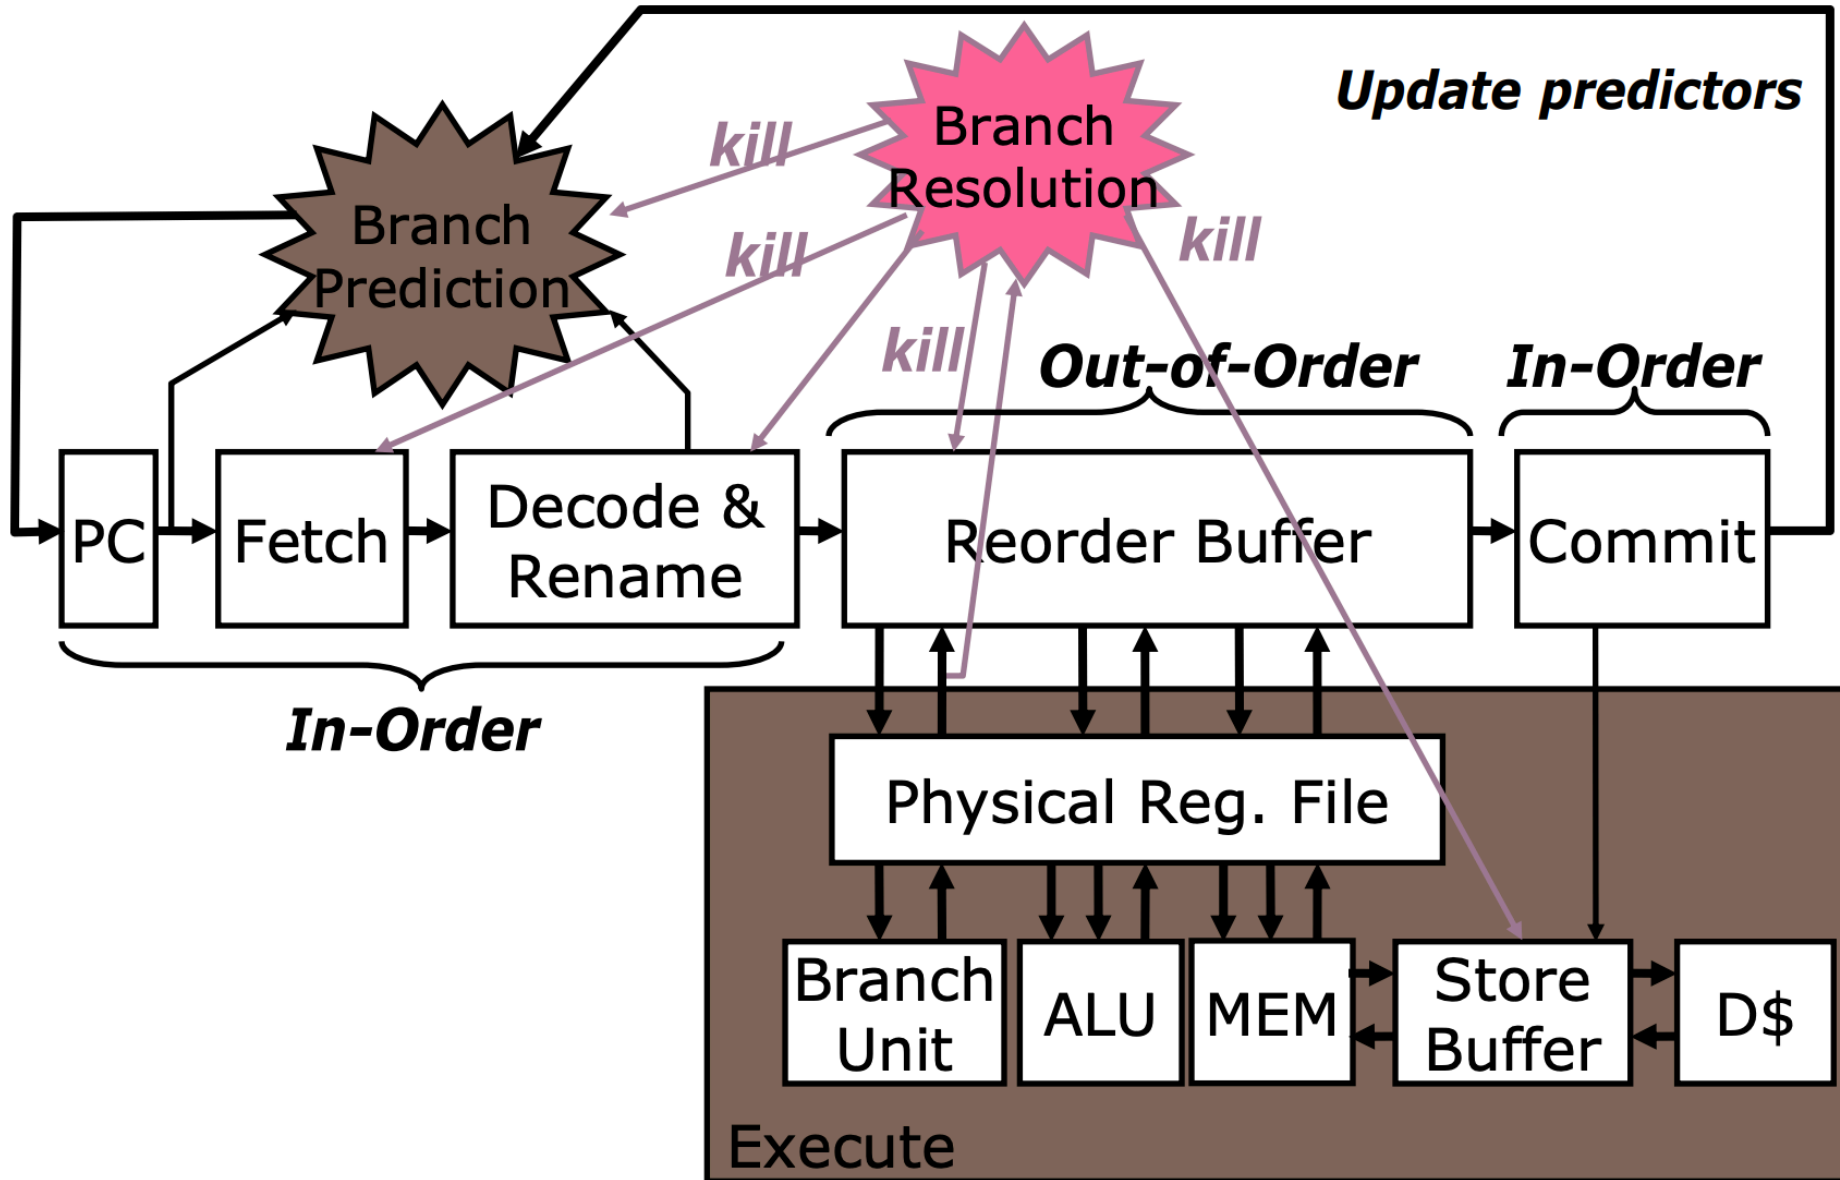 Update predictors
Branch
Resolution
kill
Branch
Prediction
kill
kill
kill
Out-of-Order
In-Order
PC
Fetch
Decode &
Rename
Reorder Buffer
Commit
In-Order
Physical Reg. File
Branch
Unit
ALU
MEM
Store
Buffer
D$
Execute